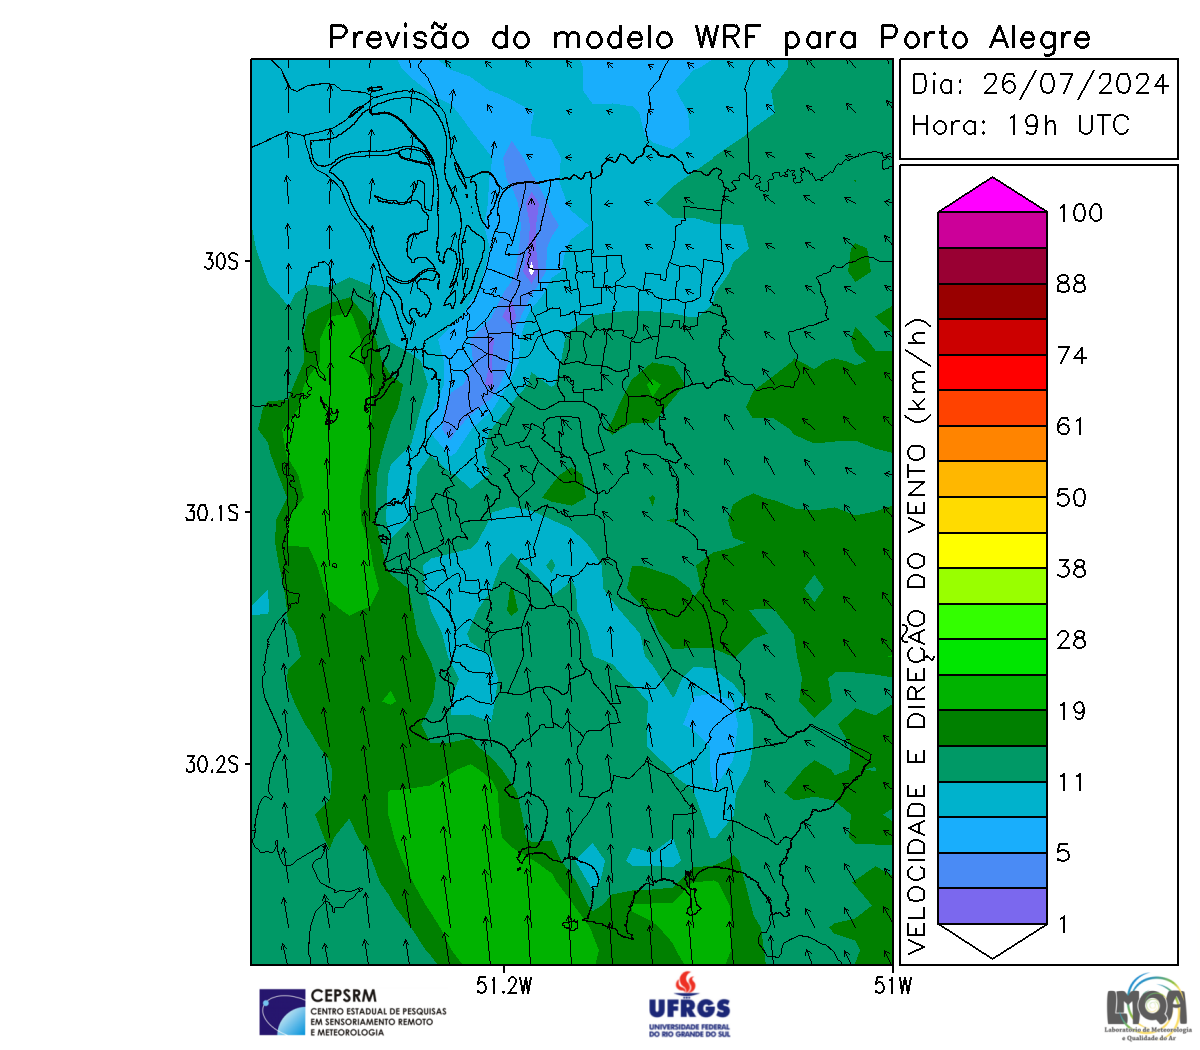 Previsão do modelo WRF para Porto Alegre
Dia: 26/07/2024
Hora: 19h UTC
30S
30.1S
30.2S
51.2W
51W
VELOCIDADE E DIREÇÃO DO VENTO (km/h)
100
88
74
61
50
38
28
19
11
5
1
CEPSRM
CENTRO ESTADUAL DE PESQUISAS
EM SENSORIAMENTO REMOTO
E METEOROLOGIA
UFRGS
UNIVERSIDADE FEDERAL
DO RIO GRANDE DO SUL
LMQA
Laboratório de Meteorologia
e Qualidade do Ar